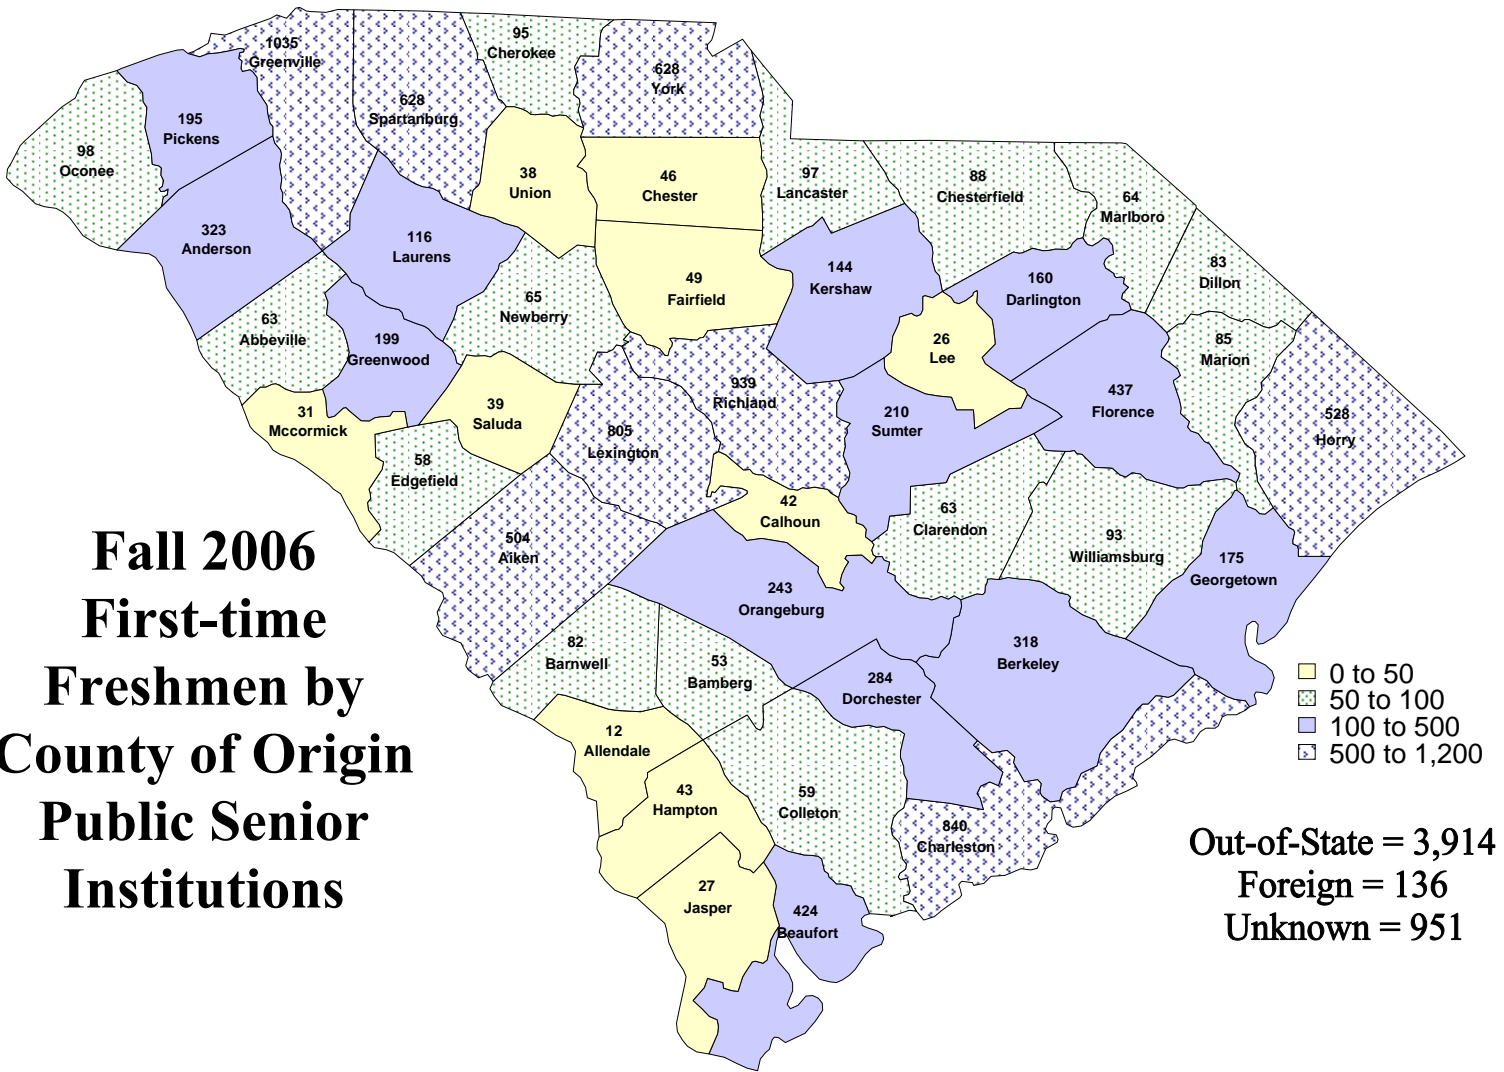 95
Cherokee
1035
Greenville
628
York
628
Spartanburg
195
Pickens
98
Oconee
38
Union
46
Chester
97
Lancaster
88
Chesterfield
64
Marlboro
323
Anderson
116
Laurens
49
Fairfield
144
Kershaw
160
Darlington
83
Dillon
65
Newberry
63
Abbeville
199
Greenwood
26
Lee
85
Marion
939
Richland
437
Florence
31
Mccormick
39
Saluda
210
Sumter
528
Horry
805
Lexington
58
Edgefield
42
Calhoun
63
Clarendon
504
Aiken
93
Williamsburg
175
Georgetown
243
Orangeburg
82
Barnwell
53
Bamberg
318
Berkeley
284
Dorchester
12
Allendale
43
Hampton
59
Colleton
840
Charleston
27
Jasper
424
Beaufort
Fall 2006
First-time
Freshmen by
County of Origin
Public Senior
Institutions
0 to 50
50 to 100
100 to 500
500 to 1,200
Out-of-State = 3,914
Foreign = 136
Unknown = 951